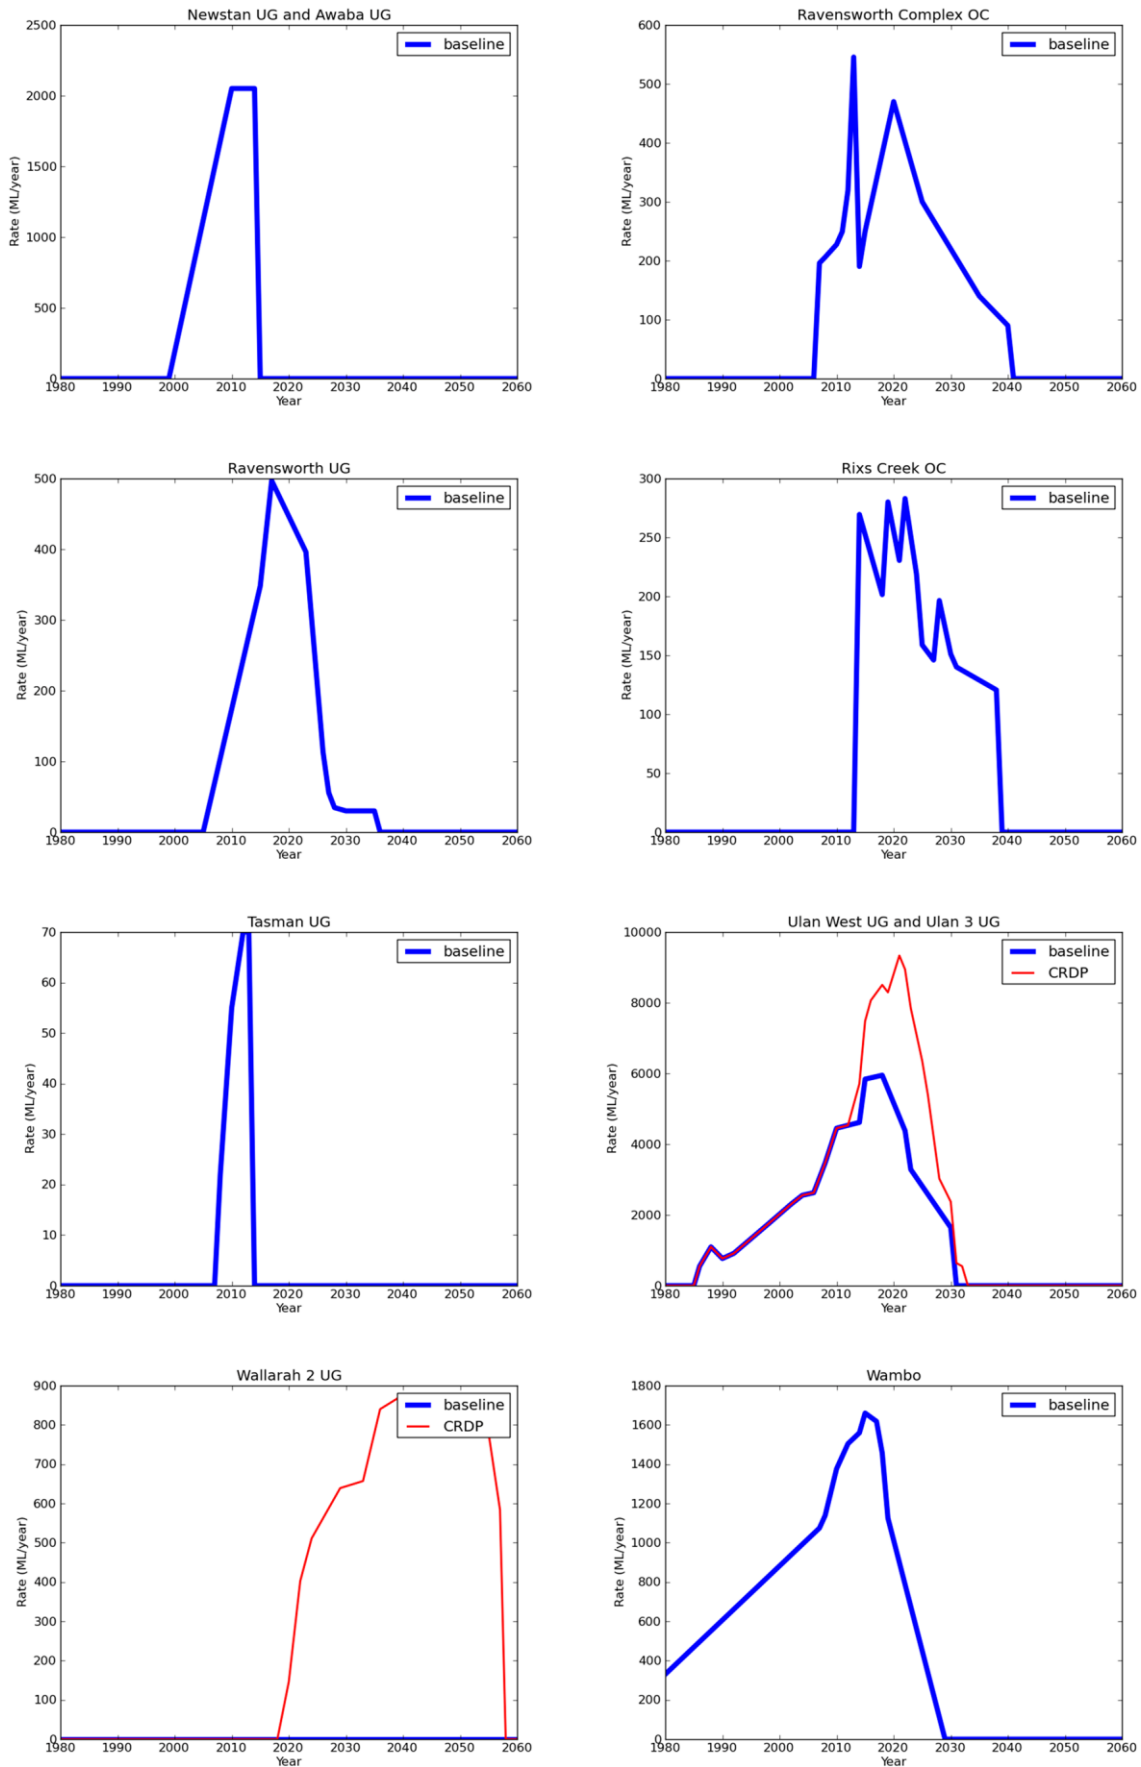 Newstan UG and Awaba UG
2500
2000
1500
1000
500
0
Rate (ML/year)
baseline
1980 1990 2000 2010 2020 2030 2040 2050 2060
Year
Ravensworth Complex OC
600
500
400
300
200
100
0
Rate (ML/year)
baseline
1980 1990 2000 2010 2020 2030 2040 2050 2060
Year
Ravensworth UG
500
400
300
200
100
0
Rate (ML/year)
baseline
1980 1990 2000 2010 2020 2030 2040 2050 2060
Year
Rixs Creek OC
300
250
200
150
100
50
0
Rate (ML/year)
baseline
1980 1990 2000 2010 2020 2030 2040 2050 2060
Year
Tasman UG
70
60
50
40
30
20
10
0
Rate (ML/year)
baseline
1980 1990 2000 2010 2020 2030 2040 2050 2060
Year
Ulan West UG and Ulan 3 UG
10000
8000
6000
4000
2000
0
Rate (ML/year)
baseline
CRDP
1980 1990 2000 2010 2020 2030 2040 2050 2060
Year
Wallarah 2 UG
900
800
700
600
500
400
300
200
100
0
Rate (ML/year)
baseline
CRDP
1980 1990 2000 2010 2020 2030 2040 2050 2060
Year
Wambo
1800
1600
1400
1200
1000
800
600
400
200
0
Rate (ML/year)
baseline
1980 1990 2000 2010 2020 2030 2040 2050 2060
Year